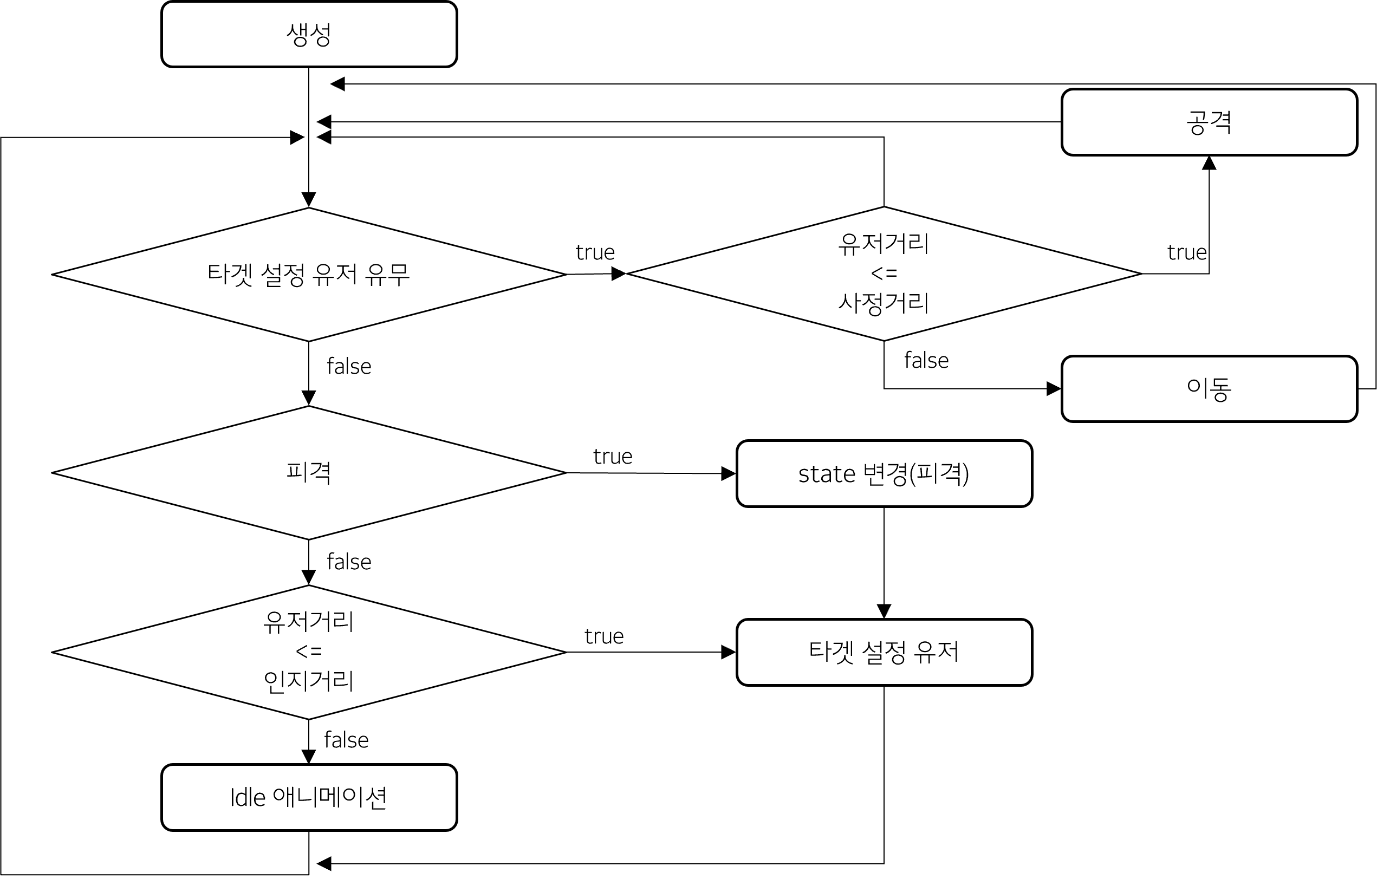 생성
공격
타겟 설정 유저 유무
true
유저거리
<=
사정거리
true
false
false
이동
피격
true
state 변경(피격)
false
유저거리
<=
인지거리
true
타겟 설정 유저
false
Idle 애니메이션